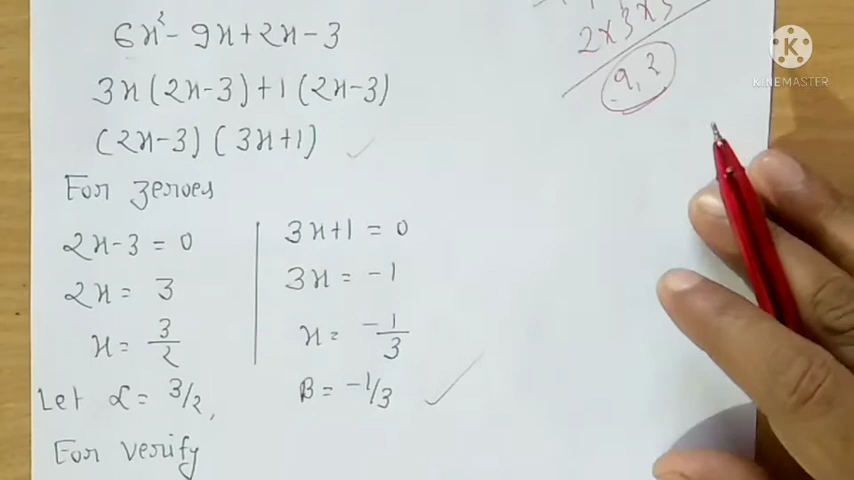 6x² - 9x + 2x - 3
3x (2x-3) + 1 (2x-3)
(2x-3) (3x+1)
For zeroes
2x-3 = 0
2x = 3
x = 3/2
3x+1 = 0
3x = -1
x = -1/3
Let α = 3/2, β = -1/3
For verify
2x3x3
-9, 2
K
KINEMASTER